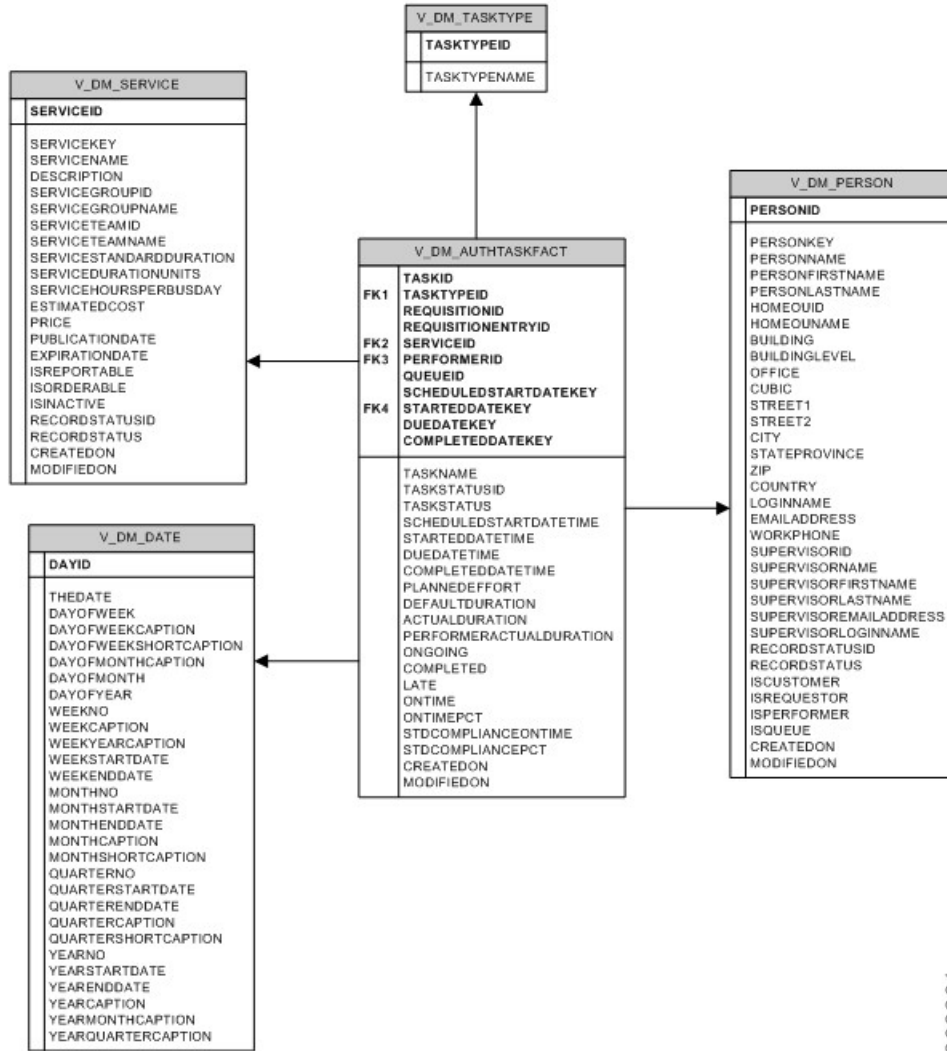 V_DM_TASKTYPE
TASKTYPEID
TASKTYPENAME
V_DM_SERVICE
SERVICEID
SERVICEKEY
SERVICENAME
DESCRIPTION
SERVICEGROUPID
SERVICEGROUPNAME
SERVICETEAMID
SERVICETEAMNAME
SERVICESTANDARDDURATION
SERVICEDURATIONUNITS
SERVICEHOURSPERBUSDAY
ESTIMATEDCOST
PRICE
PUBLICATIONDATE
EXPIRATIONDATE
ISREPORTABLE
ISORDERABLE
ISINACTIVE
RECORDSTATUSID
RECORDSTATUS
CREATEDON
MODIFIEDON
V_DM_AUTHTASKFACT
TASKID
FK1 TASKTYPEID
REQUISITIONID
REQUISITIONENTRYID
FK2 SERVICEID
FK3 PERFORMERID
QUEUEID
SCHEDULEDSTARTDATEKEY
FK4 STARTEDDATEKEY
DUEDATEKEY
COMPLETEDDATEKEY
TASKNAME
TASKSTATUSID
TASKSTATUS
SCHEDULEDSTARTDATETIME
STARTEDDATETIME
DUEDATETIME
COMPLETEDDATETIME
PLANNEDEFFORT
DEFAULTDURATION
ACTUALDURATION
PERFORMERACTUALDURATION
ONGOING
COMPLETED
LATE
ONTIME
ONTIMEPCT
STDCOMPLIANCEONTIME
STDCOMPLIANCEPCT
CREATEDON
MODIFIEDON
V_DM_PERSON
PERSONID
PERSONKEY
PERSONNAME
PERSONFIRSTNAME
PERSONLASTNAME
HOMEOUID
HOMEOUNAME
BUILDING
BUILDINGLEVEL
OFFICE
CUBIC
STREET1
STREET2
CITY
STATEPROVINCE
ZIP
COUNTRY
LOGINNAME
EMAILADDRESS
WORKPHONE
SUPERVISORID
SUPERVISORNAME
SUPERVISORFIRSTNAME
SUPERVISORLASTNAME
SUPERVISOREMAILADDRESS
SUPERVISORLOGINNAME
RECORDSTATUSID
RECORDSTATUS
ISCUSTOMER
ISREQUESTOR
ISPERFORMER
ISQUEUE
CREATEDON
MODIFIEDON
V_DM_DATE
DAYID
THEDATE
DAYOFWEEK
DAYOFWEEKCAPTION
DAYOFWEEKSHORTCAPTION
DAYOFMONTHCAPTION
DAYOFMONTH
DAYOFYEAR
WEEKNO
WEEKCAPTION
WEEKYEARCAPTION
WEEKSTARTDATE
WEEKENDDATE
MONTHNO
MONTHSTARTDATE
MONTHENDDATE
MONTHCAPTION
MONTHSHORTCAPTION
QUARTERNO
QUARTERSTARTDATE
QUARTERENDDATE
QUARTERCAPTION
QUARTERSHORTCAPTION
YEARNO
YEARSTARTDATE
YEARENDDATE
YEARCAPTION
YEARMONTHCAPTION
YEARQUARTERCAPTION